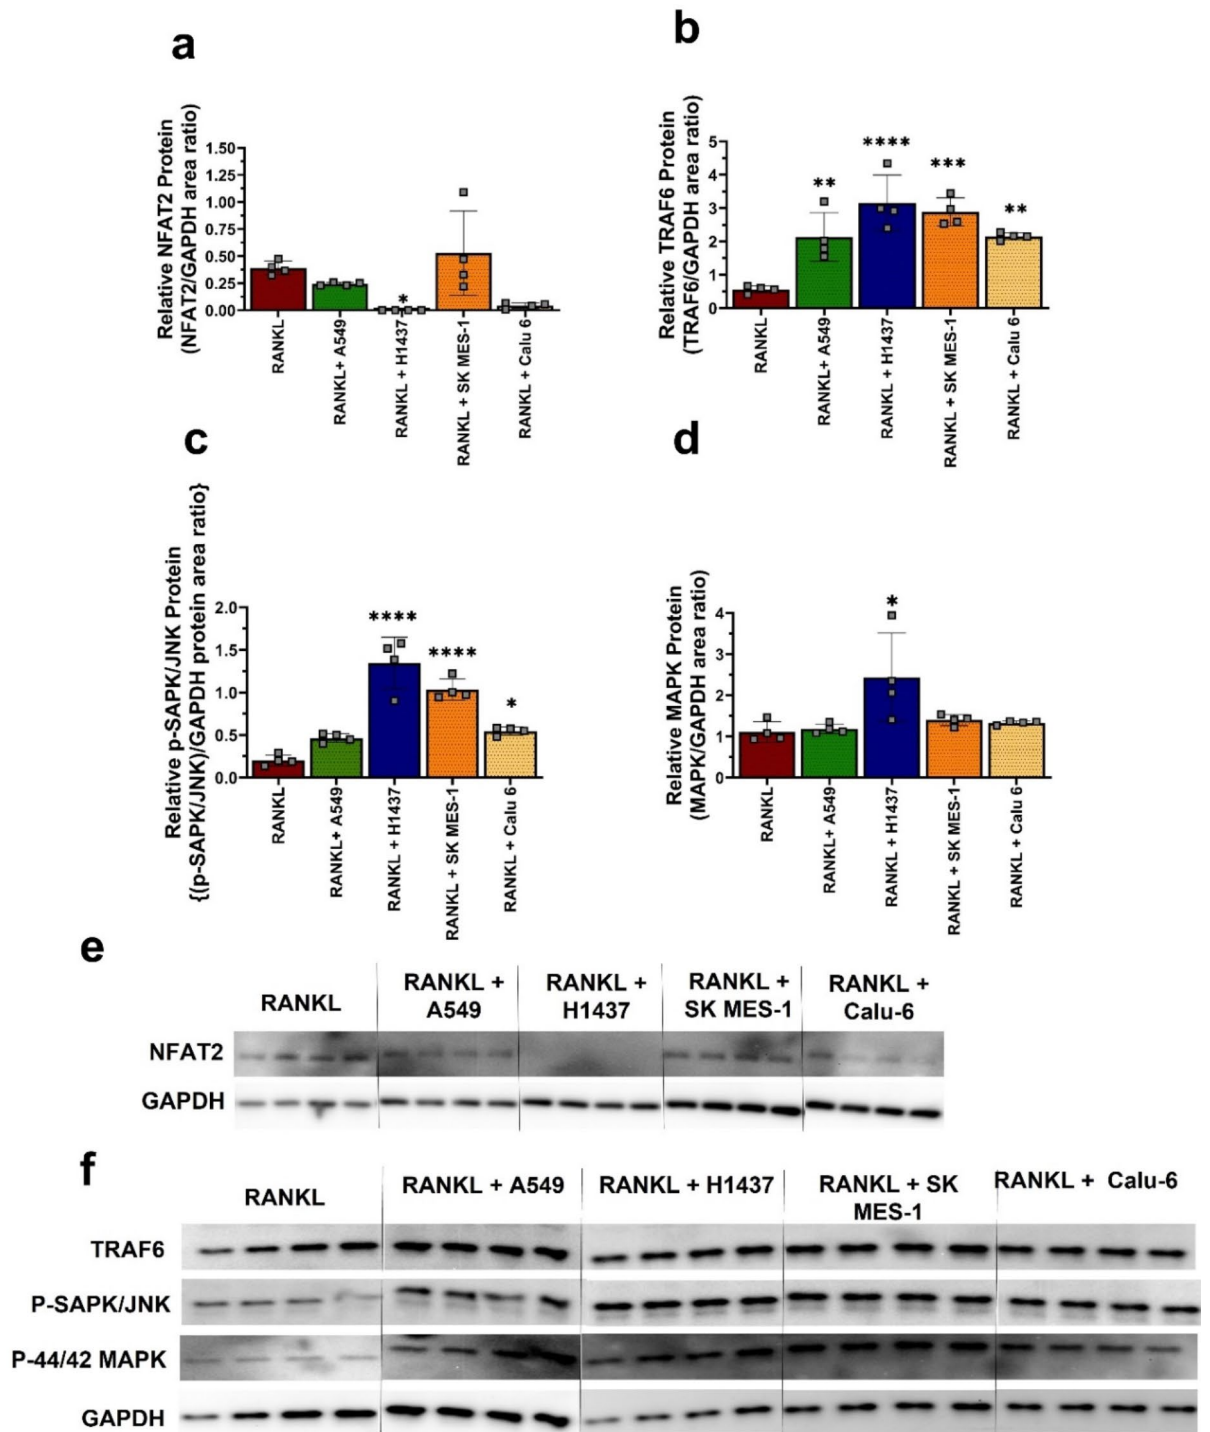 a
Relative NFAT2 Protein
(NFAT2/GAPDH area ratio)
1.50
1.25
1.00
0.75
0.50
0.25
0.00
*
RANKL
RANKL+ A549
RANKL + H1437
RANKL + SK MES-1
RANKL + Calu 6
b
Relative TRAF6 Protein
(TRAF6/GAPDH area ratio)
5
4
3
2
1
0
**
****
***
**
RANKL
RANKL+ A549
RANKL + H1437
RANKL + SK MES-1
RANKL + Calu 6
c
Relative p-SAPK/JNK Protein
{(p-SAPK/JNK)/GAPDH protein area ratio}
2.0
1.5
1.0
0.5
0.0
****
****
*
RANKL
RANKL+ A549
RANKL + H1437
RANKL + SK MES-1
RANKL + Calu 6
d
Relative MAPK Protein
(MAPK/GAPDH area ratio)
4
3
2
1
0
*
RANKL
RANKL+ A549
RANKL + H1437
RANKL + SK MES-1
RANKL + Calu 6
e
RANKL
RANKL +
A549
RANKL +
H1437
RANKL +
SK MES-1
RANKL +
Calu-6
NFAT2
GAPDH
f
RANKL
RANKL + A549
RANKL + H1437
RANKL + SK
MES-1
RANKL + Calu-6
TRAF6
P-SAPK/JNK
P-44/42 MAPK
GAPDH